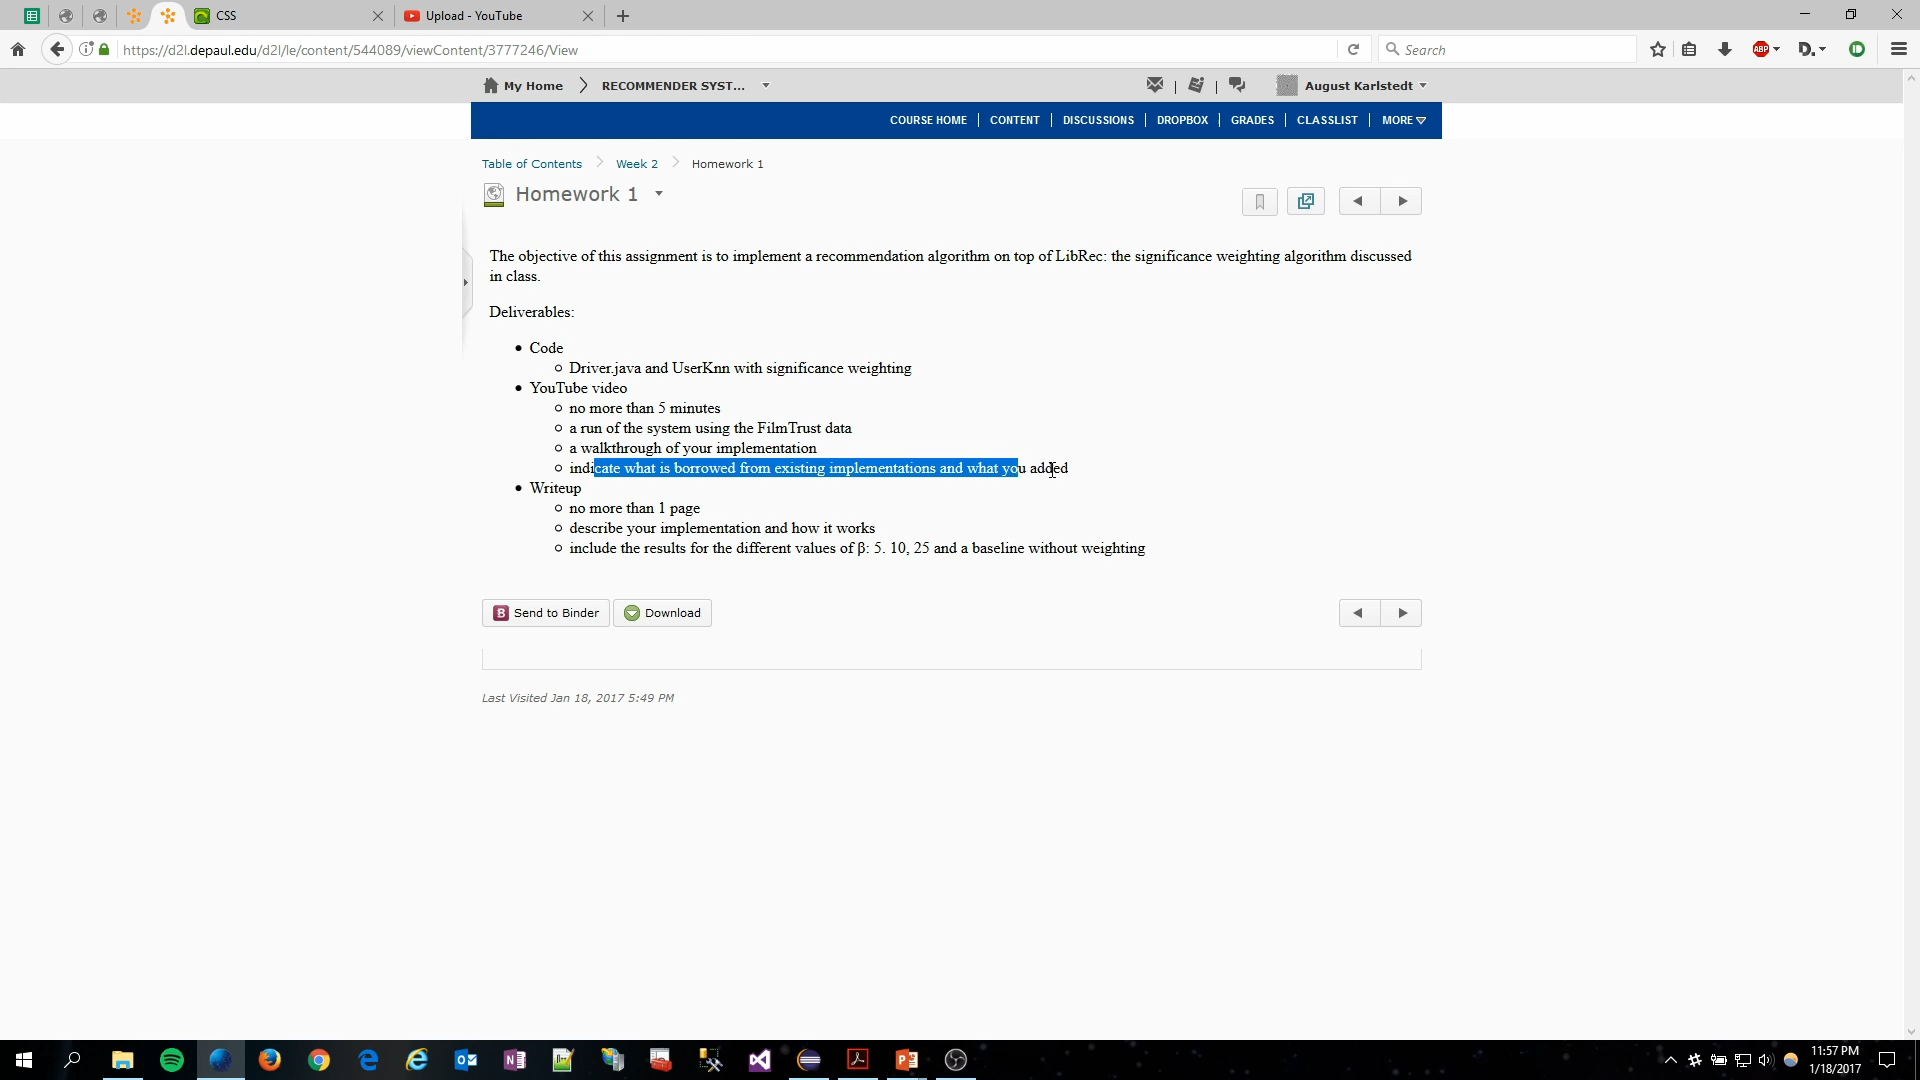 CSS
Upload - YouTube
https://d2l.depaul.edu/d2l/le/content/544089/viewContent/3777246/View
Search
ABP
D.
My Home
RECOMMENDER SYST...
August Karlstedt
COURSE HOME
CONTENT
DISCUSSIONS
DROPBOX
GRADES
CLASSLIST
MORE
Table of Contents
Week 2
Homework 1
Homework 1
The objective of this assignment is to implement a recommendation algorithm on top of LibRec: the significance weighting algorithm discussed
in class.
Deliverables:
Code
Driver.java and UserKnn with significance weighting
YouTube video
no more than 5 minutes
a run of the system using the FilmTrust data
a walkthrough of your implementation
indicate what is borrowed from existing implementations and what you added
Writeup
no more than 1 page
describe your implementation and how it works
include the results for the different values of β: 5. 10, 25 and a baseline without weighting
B Send to Binder
Download
Last Visited Jan 18, 2017 5:49 PM
11:57 PM
1/18/2017